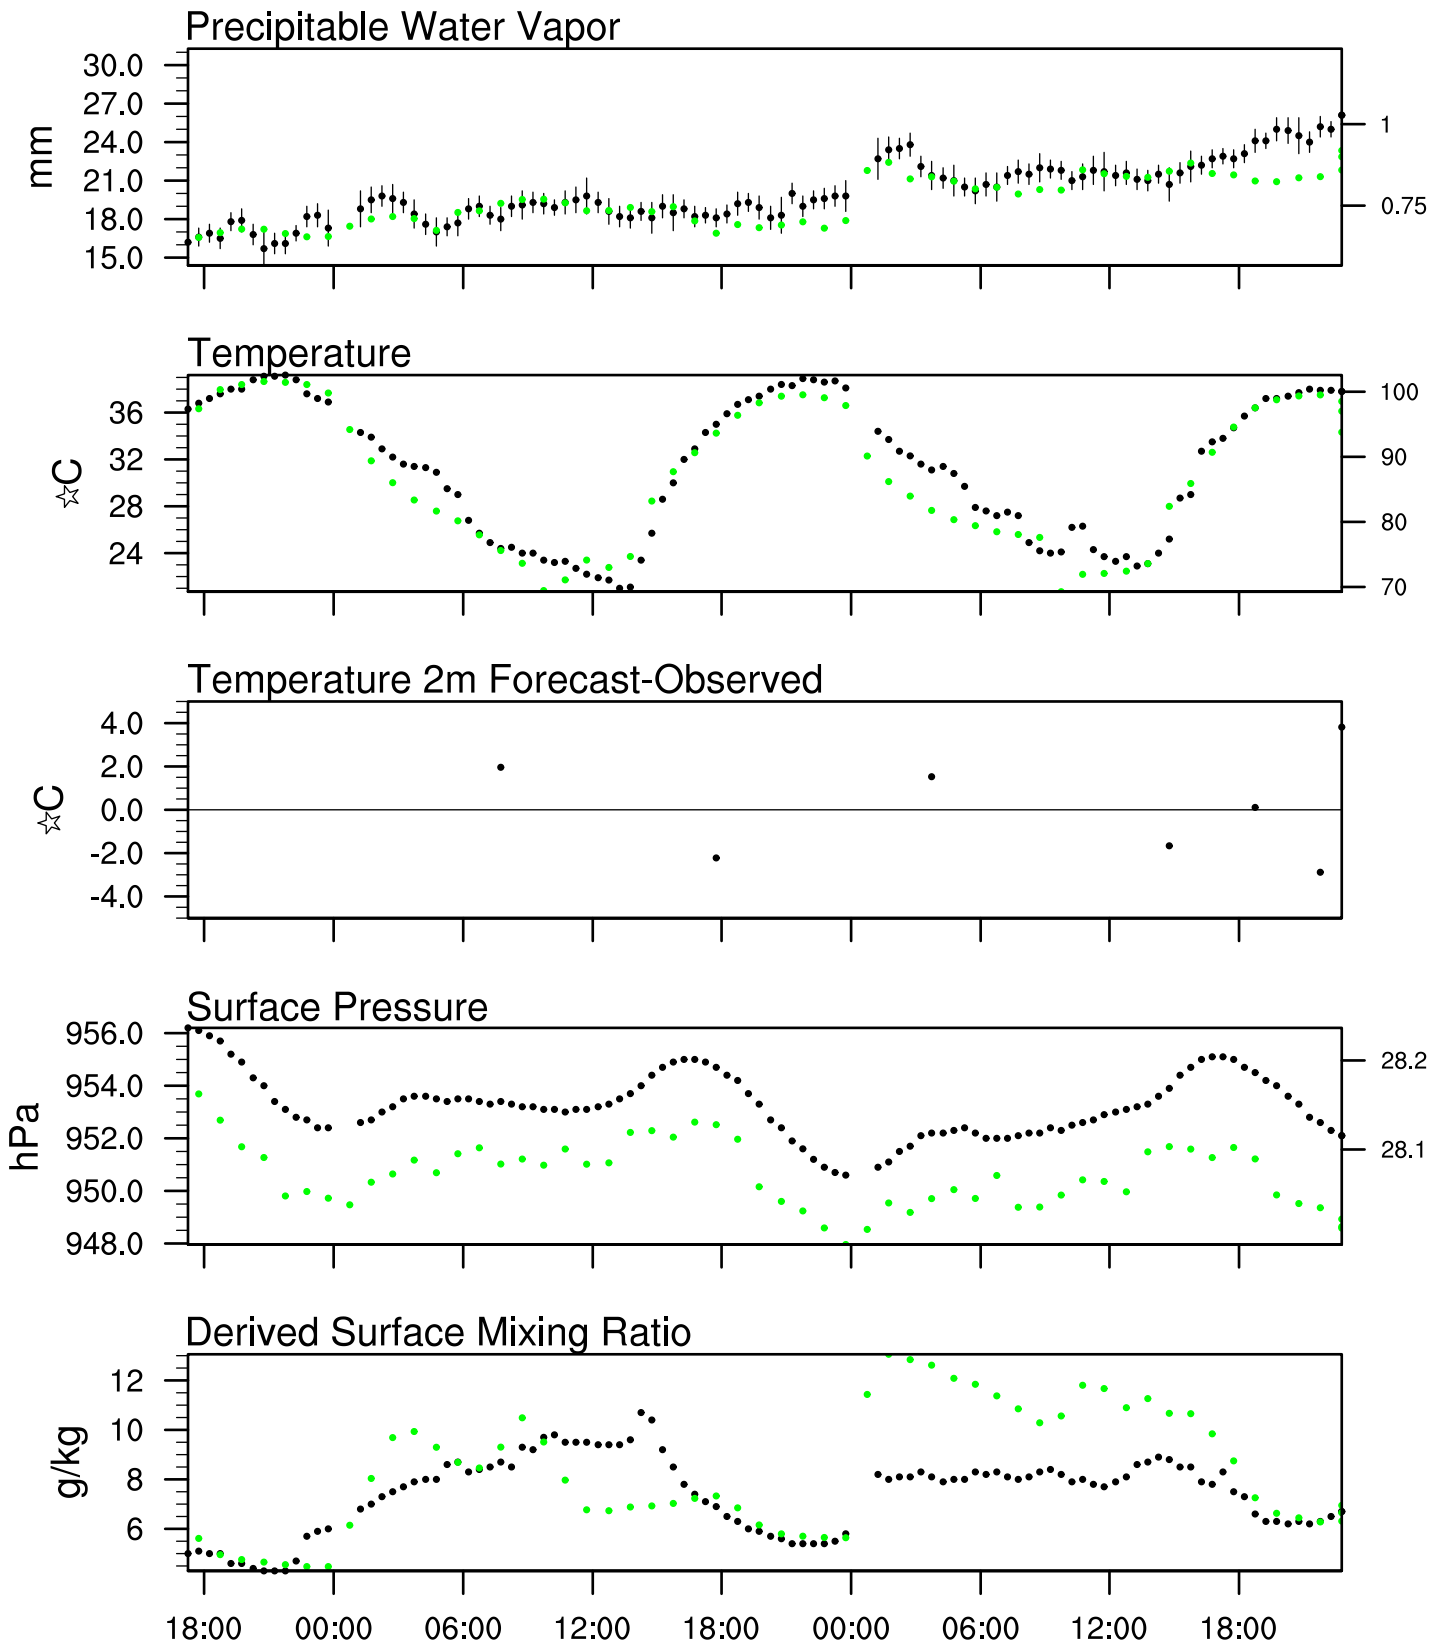 Precipitable Water Vapor
30.0
27.0
24.0
21.0
18.0
15.0
mm
1
0.75
Temperature
36
32
28
24
☆C
100
90
80
70
Temperature 2m Forecast-Observed
4.0
2.0
0.0
-2.0
-4.0
☆C
Surface Pressure
956.0
954.0
952.0
950.0
948.0
hPa
28.2
28.1
Derived Surface Mixing Ratio
12
10
8
6
g/kg
18:00 00:00 06:00 12:00 18:00 00:00 06:00 12:00 18:00